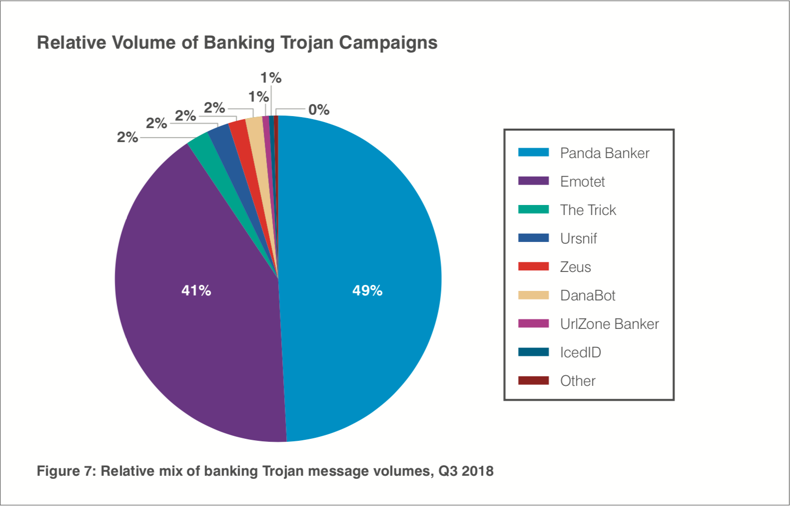 Relative Volume of Banking Trojan Campaigns
1%
1%
0%
2%
2%
2%
2%
41%
49%
Panda Banker
Emotet
The Trick
Ursnif
Zeus
DanaBot
UrlZone Banker
IcedID
Other
Figure 7: Relative mix of banking Trojan message volumes, Q3 2018